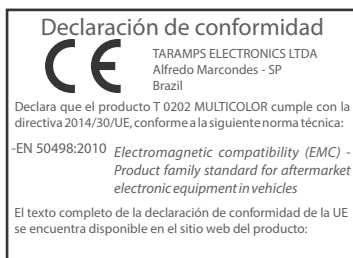 Declaración de conformidad
CE
TARAMPS ELECTRONICS LTDA
Alfredo Marcondes - SP
Brazil
Declara que el producto T 0202 MULTICOLOR cumple con la
directiva 2014/30/UE, conforme a la siguiente norma técnica:
-EN 50498:2010 Electromagnetic compatibility (EMC) -
Product family standard for aftermarket
electronic equipment in vehicles
El texto completo de la declaración de conformidad de la UE
se encuentra disponible en el sitio web del producto: